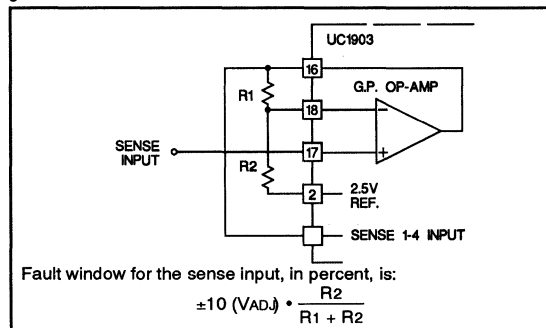 UC1903
16
G.P. OP-AMP
R1
18
−
SENSE
INPUT
17
+
R2
2
2.5V
REF.
SENSE 1-4 INPUT
Fault window for the sense input, in percent, is:
±10 (VADJ) • R2
R1 + R2